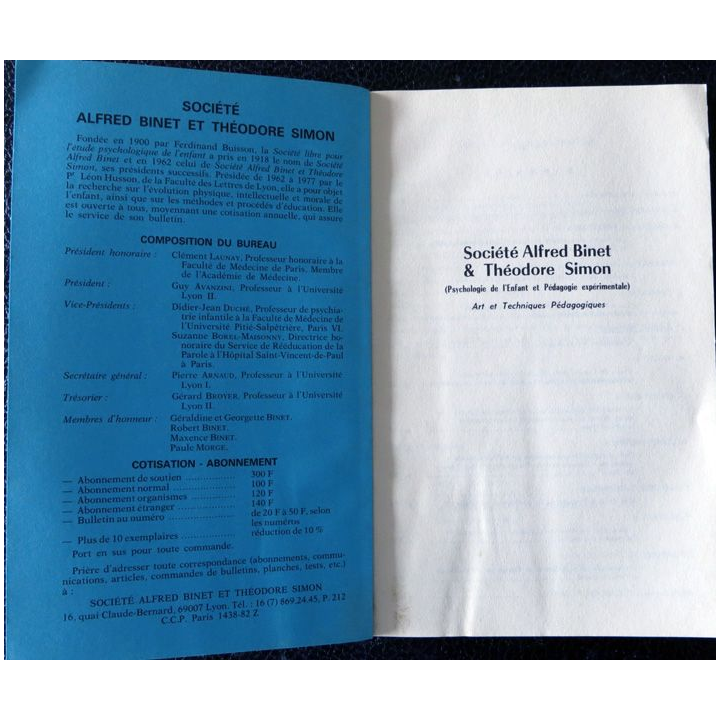 SOCIÉTÉ
ALFRED BINET ET THÉODORE SIMON
Fondée en 1900 par Ferdinand Buisson, la Société libre pour
l'étude psychologique de l'enfant a pris en 1918 le nom de Société
Alfred Binet et en 1962 celui de Société Alfred Binet et Théodore
Simon, ses présidents successifs. Présidée de 1962 à 1977 par le
Pr Léon Husson, de la Faculté des Lettres de Lyon, elle a pour objet
la recherche sur l'évolution physique, intellectuelle et morale de
l'enfant, ainsi que sur les méthodes et procédés d'éducation. Elle
est ouverte à tous, moyennant une cotisation annuelle, qui assure
le service de son bulletin.
COMPOSITION DU BUREAU
Président honoraire : Clément LAUNAY, Professeur honoraire à la
Faculté de Médecine de Paris, Membre
de l'Académie de Médecine.
Président : Guy AVANZINI, Professeur à l'Université
Lyon II.
Vice-Présidents : Didier-Jean DUCHÉ, Professeur de psychia-
trie infantile à la Faculté de Médecine de
l'Université Pitié-Salpêtrière, Paris VI.
Suzanne BOREL-MAISONNY, Directrice ho-
noraire du Service de Rééducation de la
Parole à l'Hôpital Saint-Vincent-de-Paul
à Paris.
Secrétaire général : Pierre ARNAUD, Professeur à l'Université
Lyon I.
Trésorier : Gérard BROYER, Professeur à l'Université
Lyon II.
Membres d'honneur : Géraldine et Georgette BINET.
Robert BINET.
Maxence BINET.
Paule MORGE.
COTISATION - ABONNEMENT
— Abonnement de soutien ................ 300 F
— Abonnement normal .................... 100 F
— Abonnement organismes ............... 120 F
— Abonnement étranger .................. 140 F
— Bulletin au numéro .................... de 20 F à 50 F, selon
les numéros
— Plus de 10 exemplaires ................ réduction de 10 %
Port en sus pour toute commande.
Prière d'adresser toute correspondance (abonnements, commu-
nications, articles, commandes de bulletins, planches, tests, etc.)
à :
SOCIÉTÉ ALFRED BINET ET THÉODORE SIMON
16, quai Claude-Bernard, 69007 Lyon. Tél. : 16 (7) 869.24.45, P. 212
C.C.P. Paris 1438-82 Z
Société Alfred Binet
& Théodore Simon
(Psychologie de l'Enfant et Pédagogie expérimentale)
Art et Techniques Pédagogiques